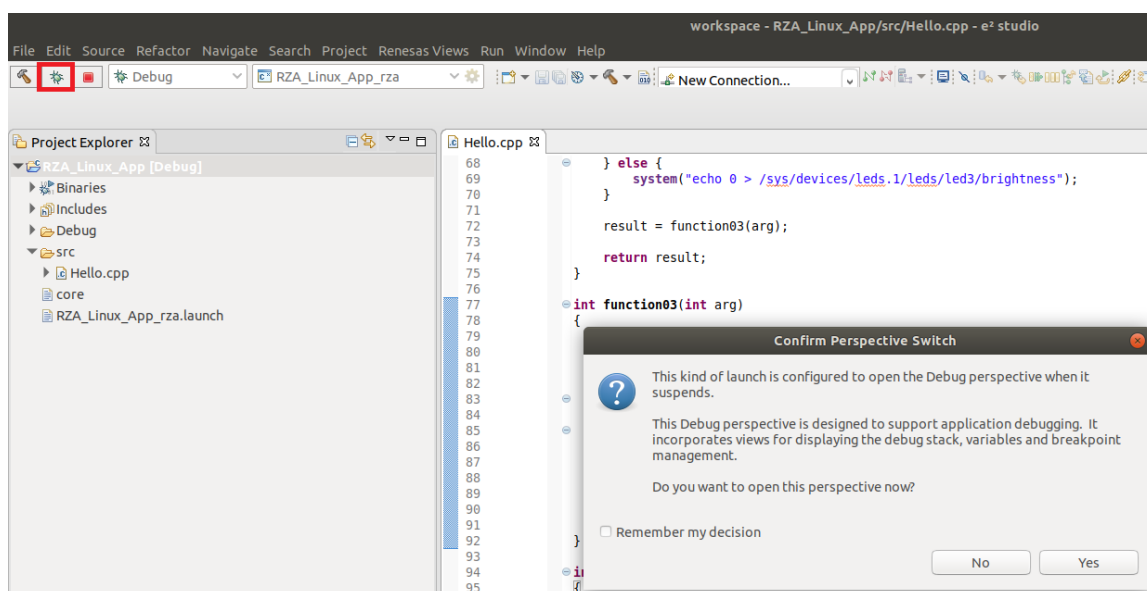 workspace - RZA_Linux_App/src/Hello.cpp - e² studio
File Edit Source Refactor Navigate Search Project Renesas Views Run Window Help
Debug RZA_Linux_App_rza New Connection...
Project Explorer
Hello.cpp
RZA_Linux_App [Debug]
Binaries
Includes
Debug
src
Hello.cpp
core
RZA_Linux_App_rza.launch
68 } else {
69 system("echo 0 > /sys/devices/leds.1/leds/led3/brightness");
70 }
71
72 result = function03(arg);
73
74 return result;
75 }
76
77 int function03(int arg)
78 {
79
80
81
82
83
84
85
86
87
88
89
90
91
92 }
93
94
95 {
Confirm Perspective Switch
This kind of launch is configured to open the Debug perspective when it
suspends.
This Debug perspective is designed to support application debugging. It
incorporates views for displaying the debug stack, variables and breakpoint
management.
Do you want to open this perspective now?
Remember my decision
No Yes